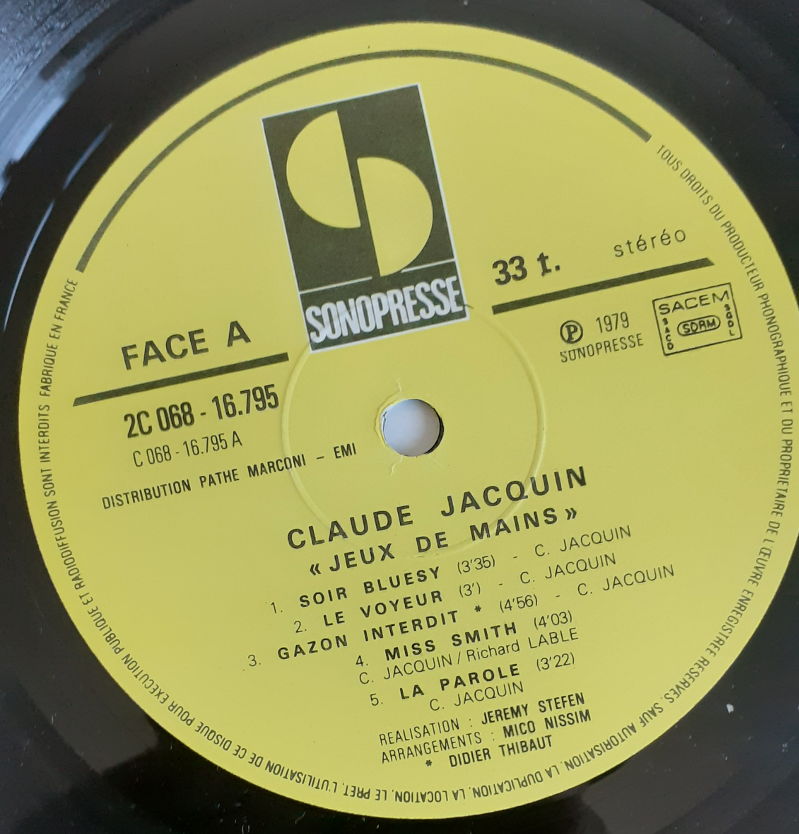 SONOPRESSE
FACE A
33 t.
stéréo
2C 068 - 16.795
C 068 - 16.795 A
DISTRIBUTION PATHE MARCONI - EMI
℗ 1979
SONOPRESSE
SACEM
SACD
SDRM
SGDL
CLAUDE JACQUIN
« JEUX DE MAINS »
1. SOIR BLUESY (3'35) - C. JACQUIN
2. LE VOYEUR (3') - C. JACQUIN
3. GAZON INTERDIT * (4'56) - C. JACQUIN
4. MISS SMITH (4'03)
C. JACQUIN / Richard LABLE
5. LA PAROLE (3'22)
C. JACQUIN
REALISATION : JEREMY STEFEN
ARRANGEMENTS : MICO NISSIM
* DIDIER THIBAUT
TOUS DROITS DU PRODUCTEUR PHONOGRAPHIQUE ET DU PROPRIETAIRE DE L'ŒUVRE ENREGISTREE RESERVES SAUF AUTORISATION, LA DUPLICATION, LA LOCATION, LE PRET, L'UTILISATION DE CE DISQUE POUR EXECUTION PUBLIQUE ET RADIODIFFUSION SONT INTERDITS FABRIQUE EN FRANCE